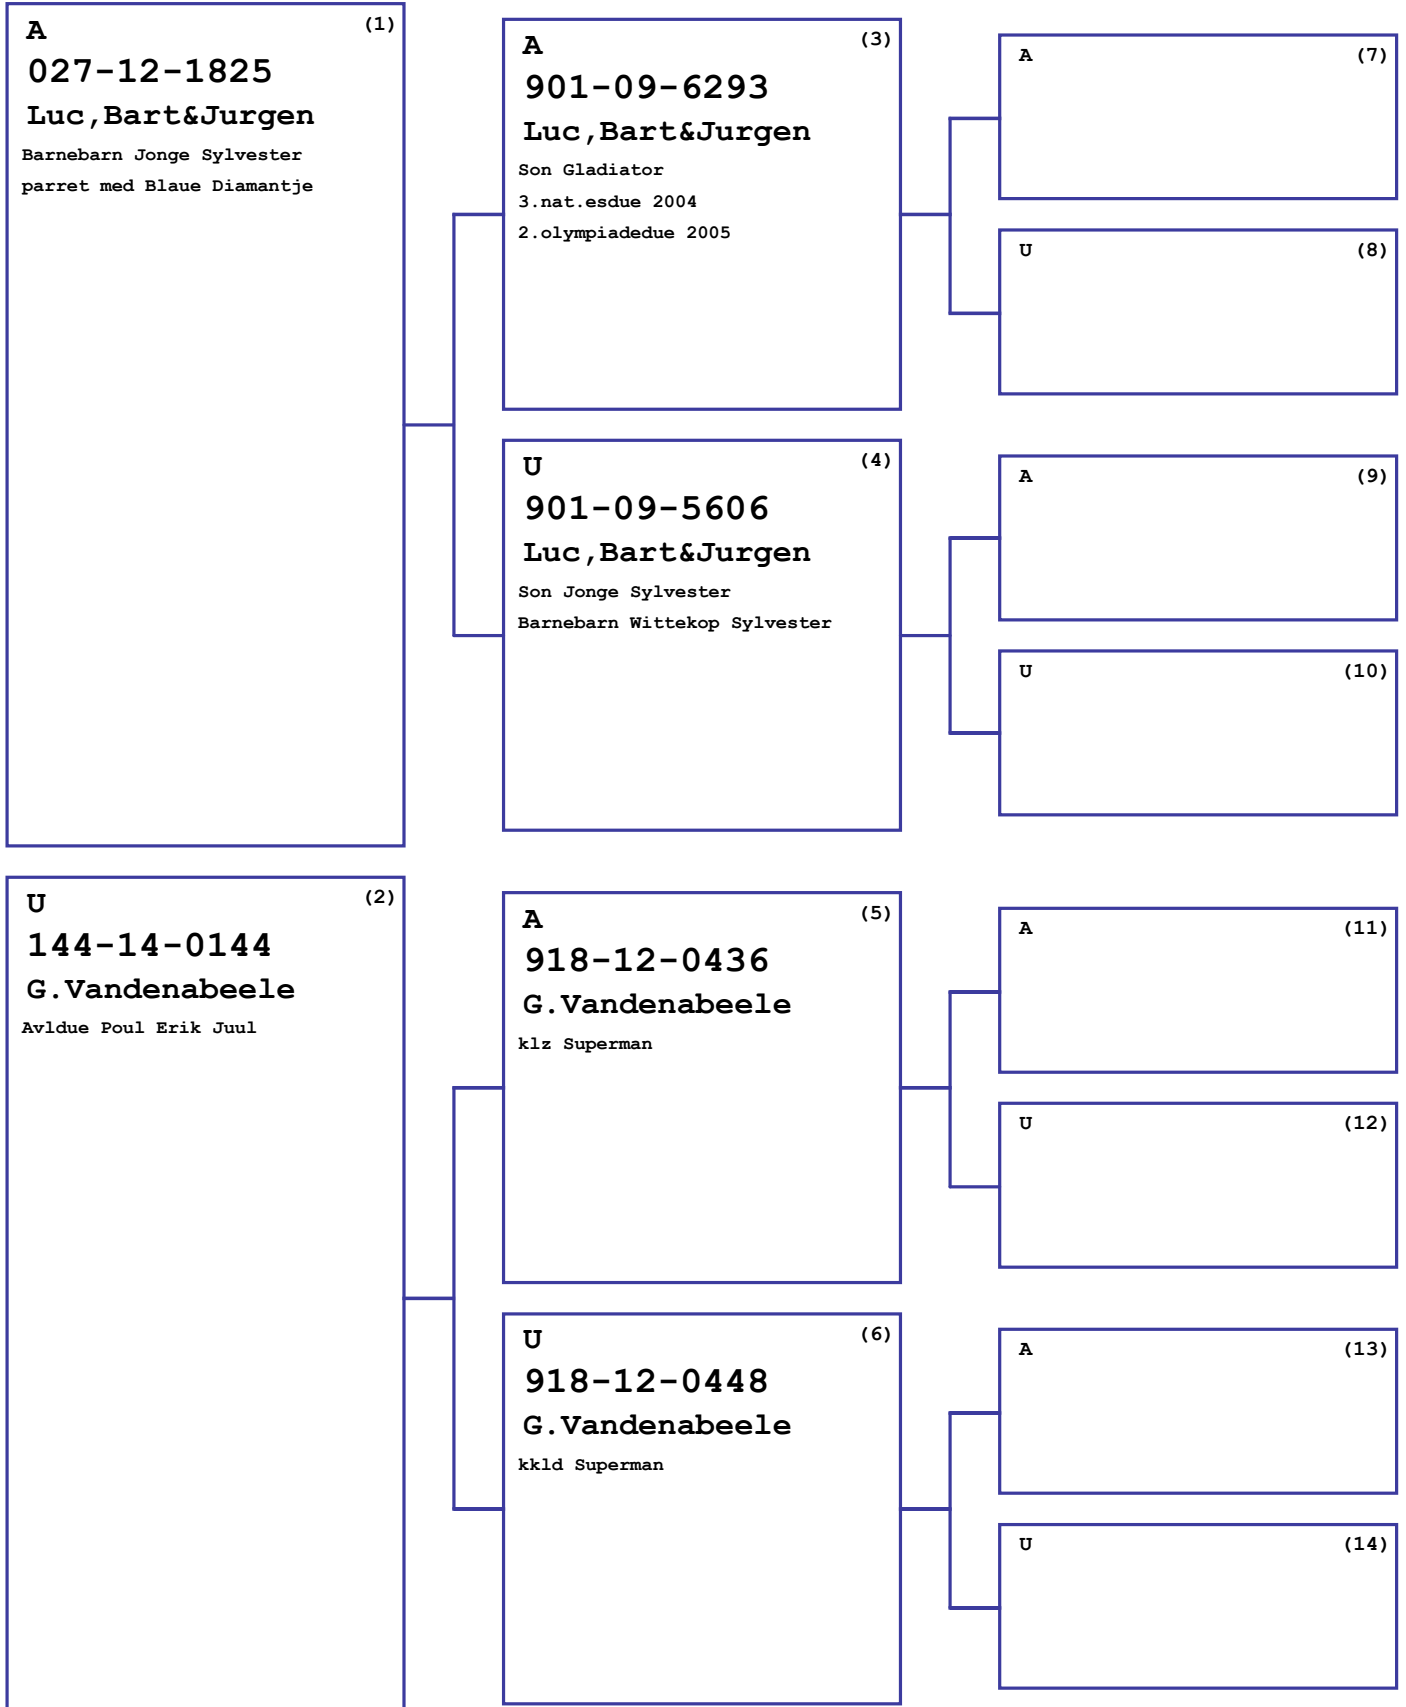 A (1)
027-12-1825
Luc,Bart&Jurgen
Barnebarn Jonge Sylvester
parret med Blaue Diamantje
A (3)
901-09-6293
Luc,Bart&Jurgen
Son Gladiator
3.nat.esdue 2004
2.olympiadedue 2005
A (7)
U (8)
U (4)
901-09-5606
Luc,Bart&Jurgen
Son Jonge Sylvester
Barnebarn Wittekop Sylvester
A (9)
U (10)
U (2)
144-14-0144
G.Vandenabeele
Avldue Poul Erik Juul
A (5)
918-12-0436
G.Vandenabeele
klz Superman
A (11)
U (12)
U (6)
918-12-0448
G.Vandenabeele
kkld Superman
A (13)
U (14)